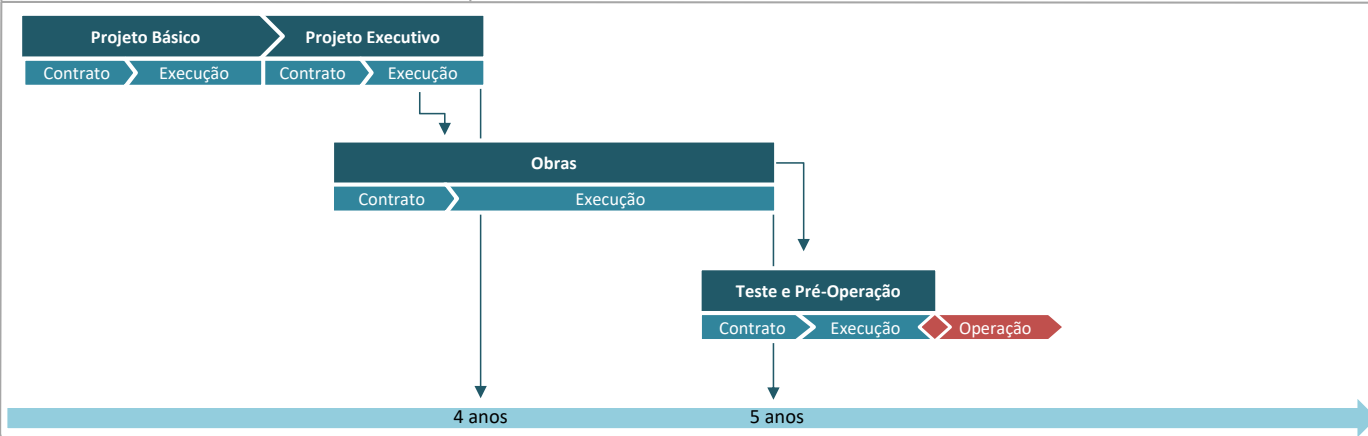 Projeto Básico Projeto Executivo
Contrato Execução Contrato Execução
Obras
Contrato Execução
Teste e Pré-Operação
Contrato Execução Operação
4 anos 5 anos